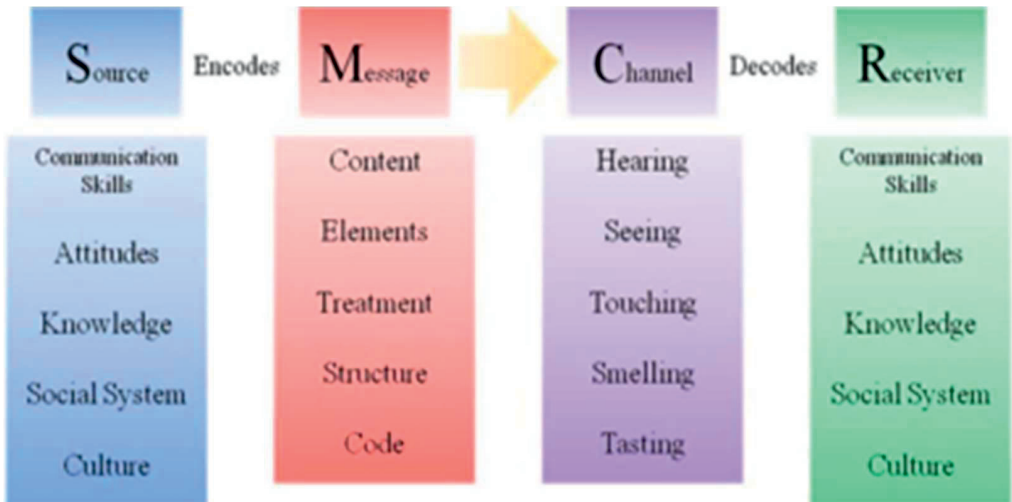 Source Encodes Message Channel Decodes Receiver
Communication
Skills
Attitudes
Knowledge
Social System
Culture
Content
Elements
Treatment
Structure
Code
Hearing
Seeing
Touching
Smelling
Tasting
Communication
Skills
Attitudes
Knowledge
Social System
Culture